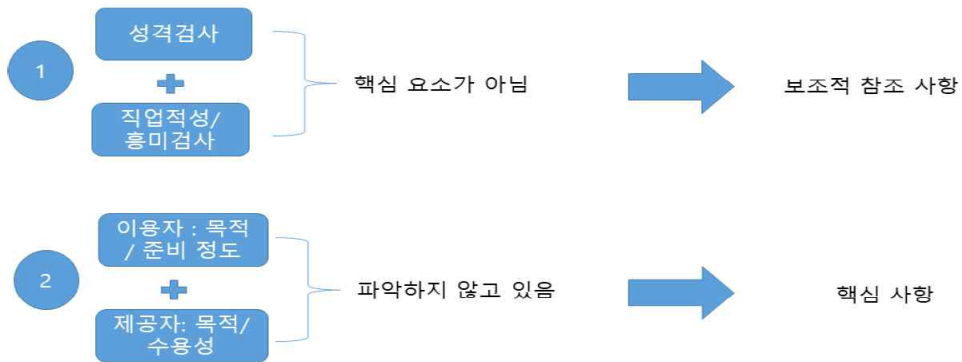 1
성격검사
직업적성/
흥미검사
핵심 요소가 아님
보조적 참조 사항
2
이용자 : 목적
/ 준비 정도
제공자: 목적/
수용성
파악하지 않고 있음
핵심 사항